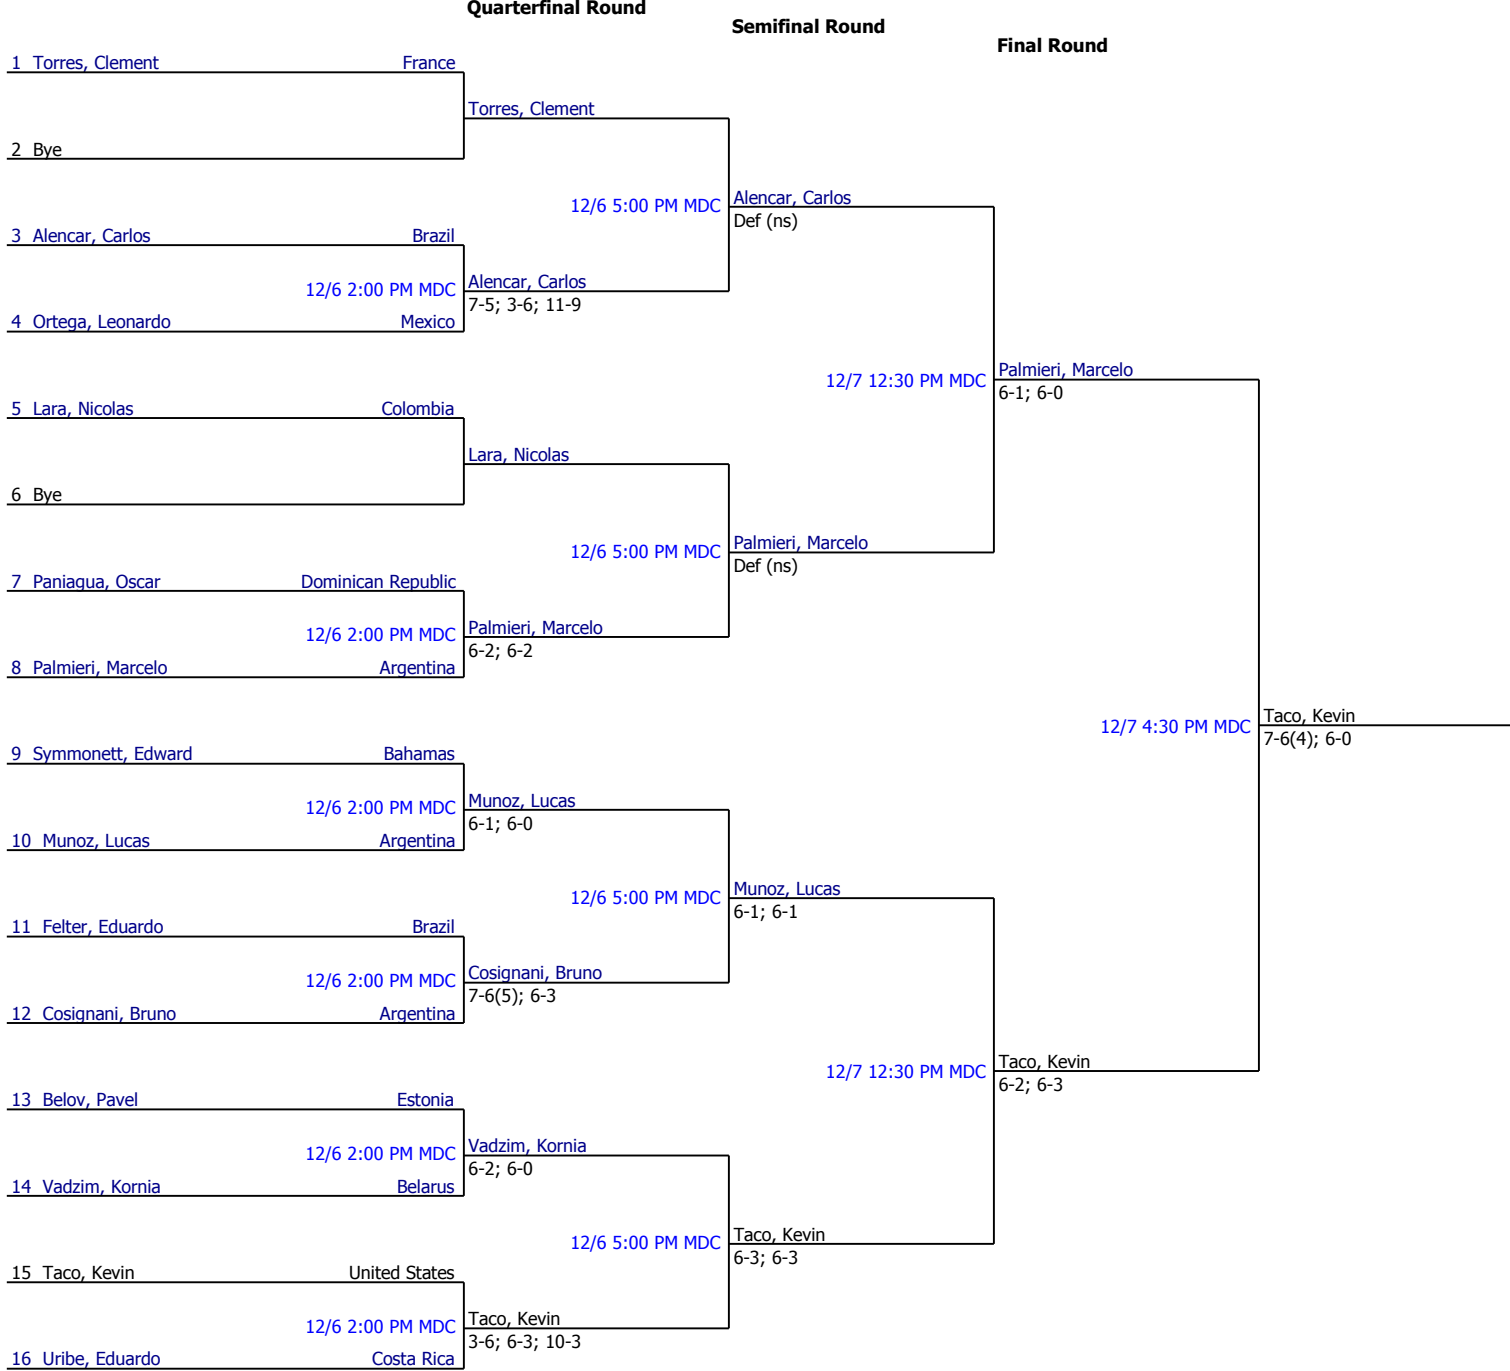 Quarterfinal Round
Semifinal Round
Final Round
1 Torres, Clement France
Torres, Clement
2 Bye
12/6 5:00 PM MDC Alencar, Carlos
Def (ns)
3 Alencar, Carlos Brazil
12/6 2:00 PM MDC Alencar, Carlos
7-5; 3-6; 11-9
4 Ortega, Leonardo Mexico
12/7 12:30 PM MDC Palmieri, Marcelo
6-1; 6-0
5 Lara, Nicolas Colombia
Lara, Nicolas
6 Bye
12/6 5:00 PM MDC Palmieri, Marcelo
Def (ns)
7 Paniagua, Oscar Dominican Republic
12/6 2:00 PM MDC Palmieri, Marcelo
6-2; 6-2
8 Palmieri, Marcelo Argentina
12/7 4:30 PM MDC Taco, Kevin
7-6(4); 6-0
9 Symmonett, Edward Bahamas
12/6 2:00 PM MDC Munoz, Lucas
6-1; 6-0
10 Munoz, Lucas Argentina
12/6 5:00 PM MDC Munoz, Lucas
6-1; 6-1
11 Felter, Eduardo Brazil
12/6 2:00 PM MDC Cosignani, Bruno
7-6(5); 6-3
12 Cosignani, Bruno Argentina
12/7 12:30 PM MDC Taco, Kevin
6-2; 6-3
13 Belov, Pavel Estonia
12/6 2:00 PM MDC Vadzim, Kornia
6-2; 6-0
14 Vadzim, Kornia Belarus
12/6 5:00 PM MDC Taco, Kevin
6-3; 6-3
15 Taco, Kevin United States
12/6 2:00 PM MDC Taco, Kevin
3-6; 6-3; 10-3
16 Uribe, Eduardo Costa Rica